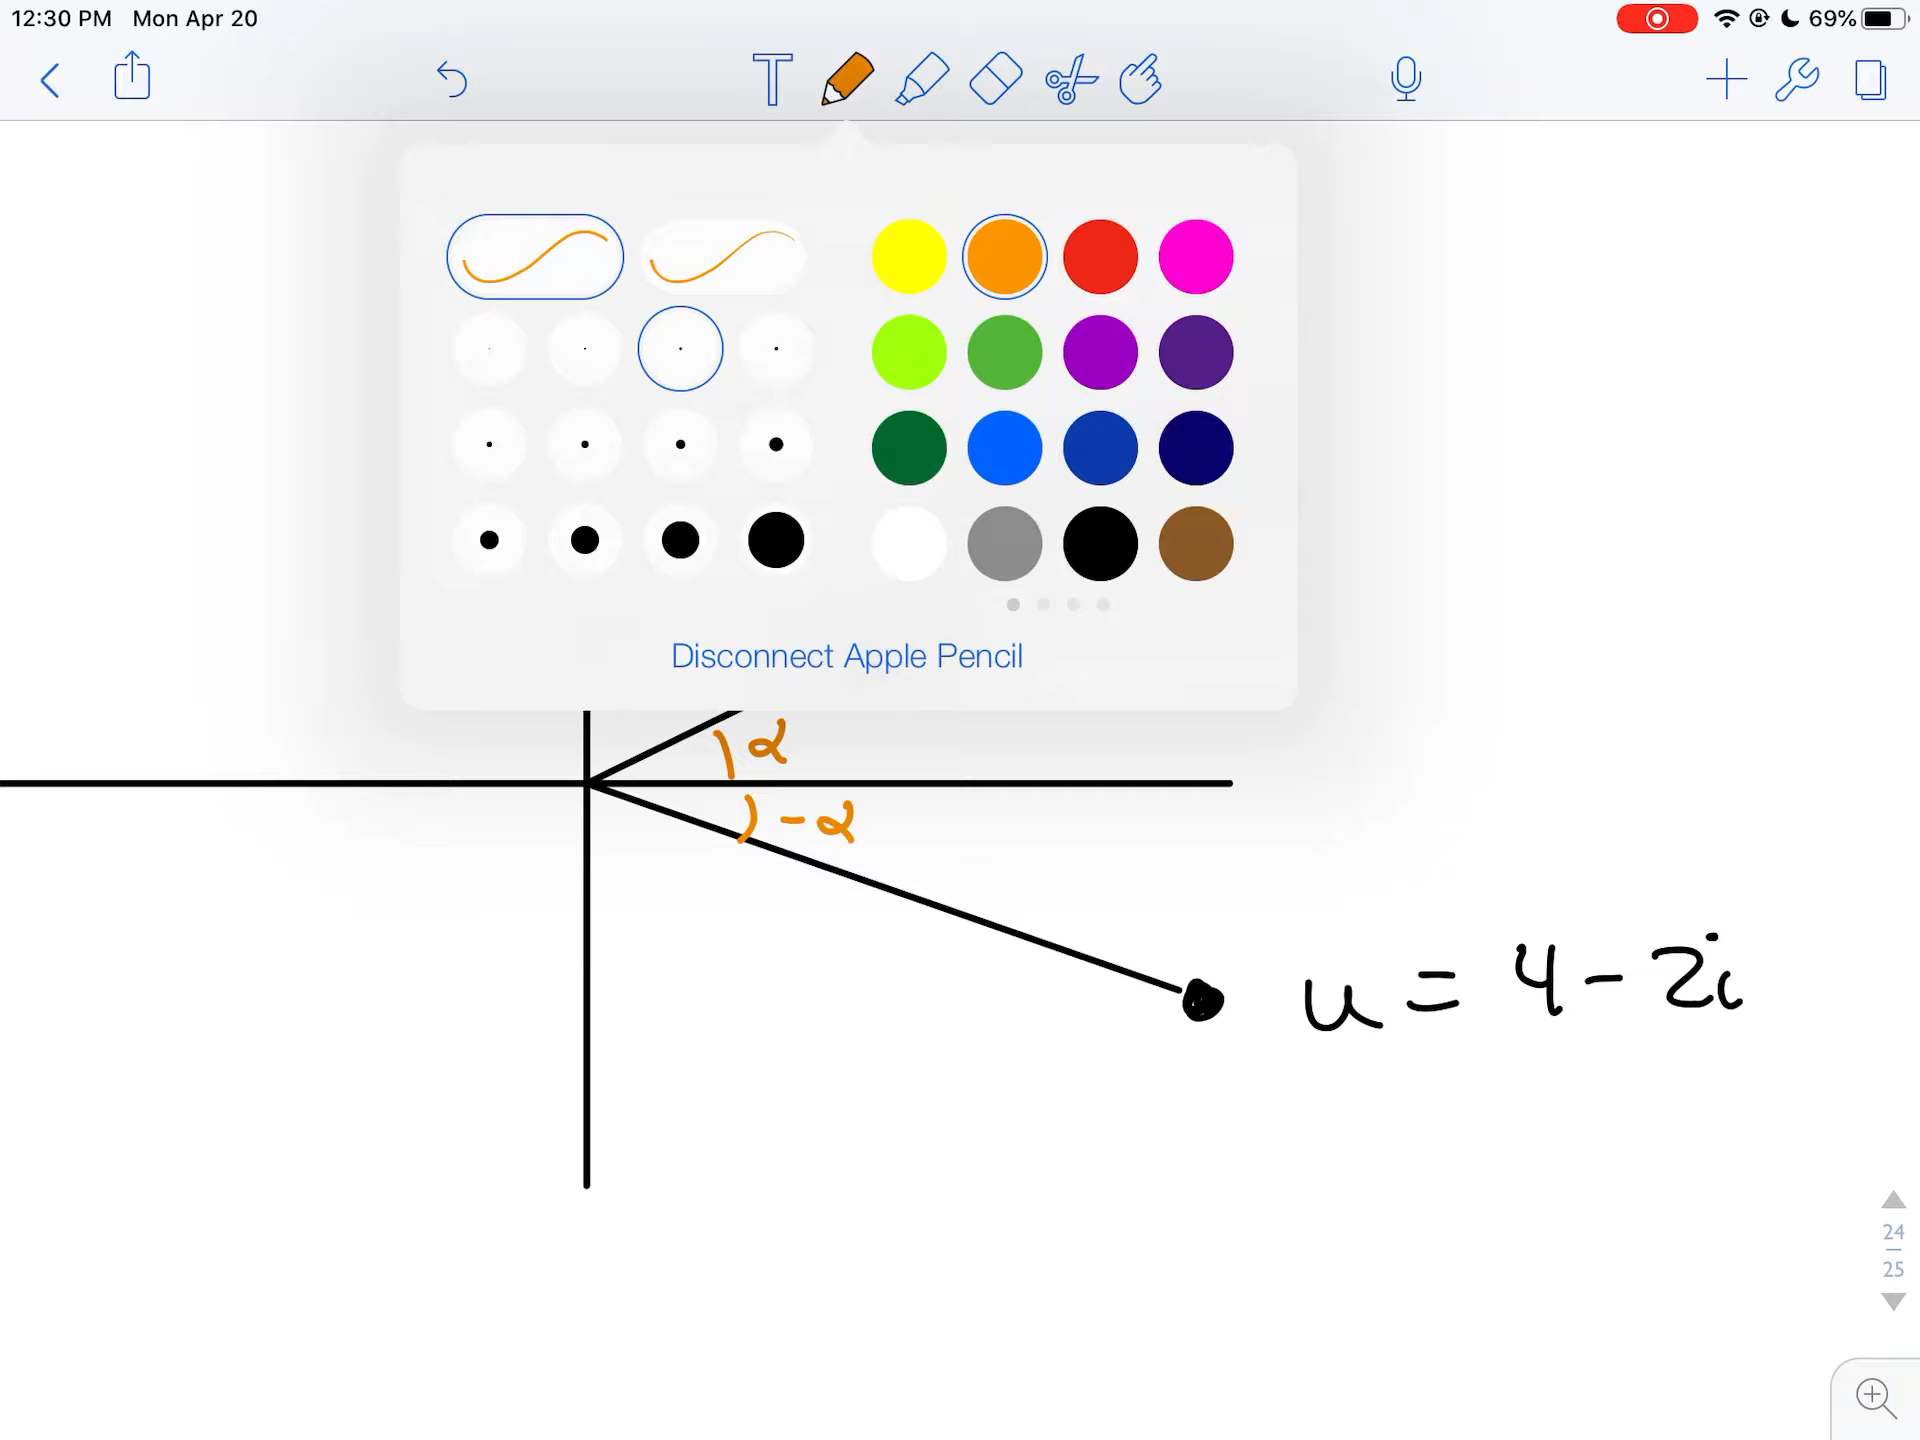 12:30 PM Mon Apr 20 69%
T
Disconnect Apple Pencil
α
-α
u = 4 - 2i
24
25